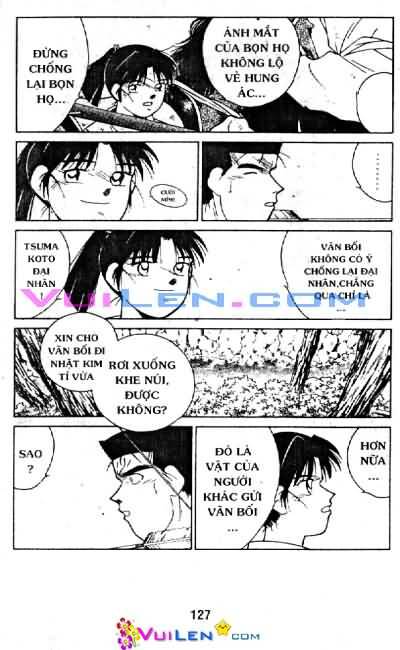 ÁNH MẮT
CỦA BỌN HỌ
KHÔNG LỘ
VẺ HUNG
ÁC...
ĐỪNG
CHỐNG
LẠI BỌN
HỌ...
.......
CƯỜI
MỈM
VÃN BỐI
KHÔNG CÓ Ý
CHỐNG LẠI ĐẠI
NHÂN,CHẲNG
QUA CHỈ LÀ
...
TSUMA
KOTO
ĐẠI
NHÂN
VuiLen.com
XIN CHO
VÃN BỐI ĐI
NHẶT KIM
TỈ VỪA
RƠI XUỐNG
KHE NÚI,
ĐƯỢC
KHÔNG?
HƠN
NỮA
...
ĐÓ LÀ
VẬT CỦA
NGƯỜI
KHÁC GỬI
VÃN BỐI
...
SAO
?
127
VuiLen.com